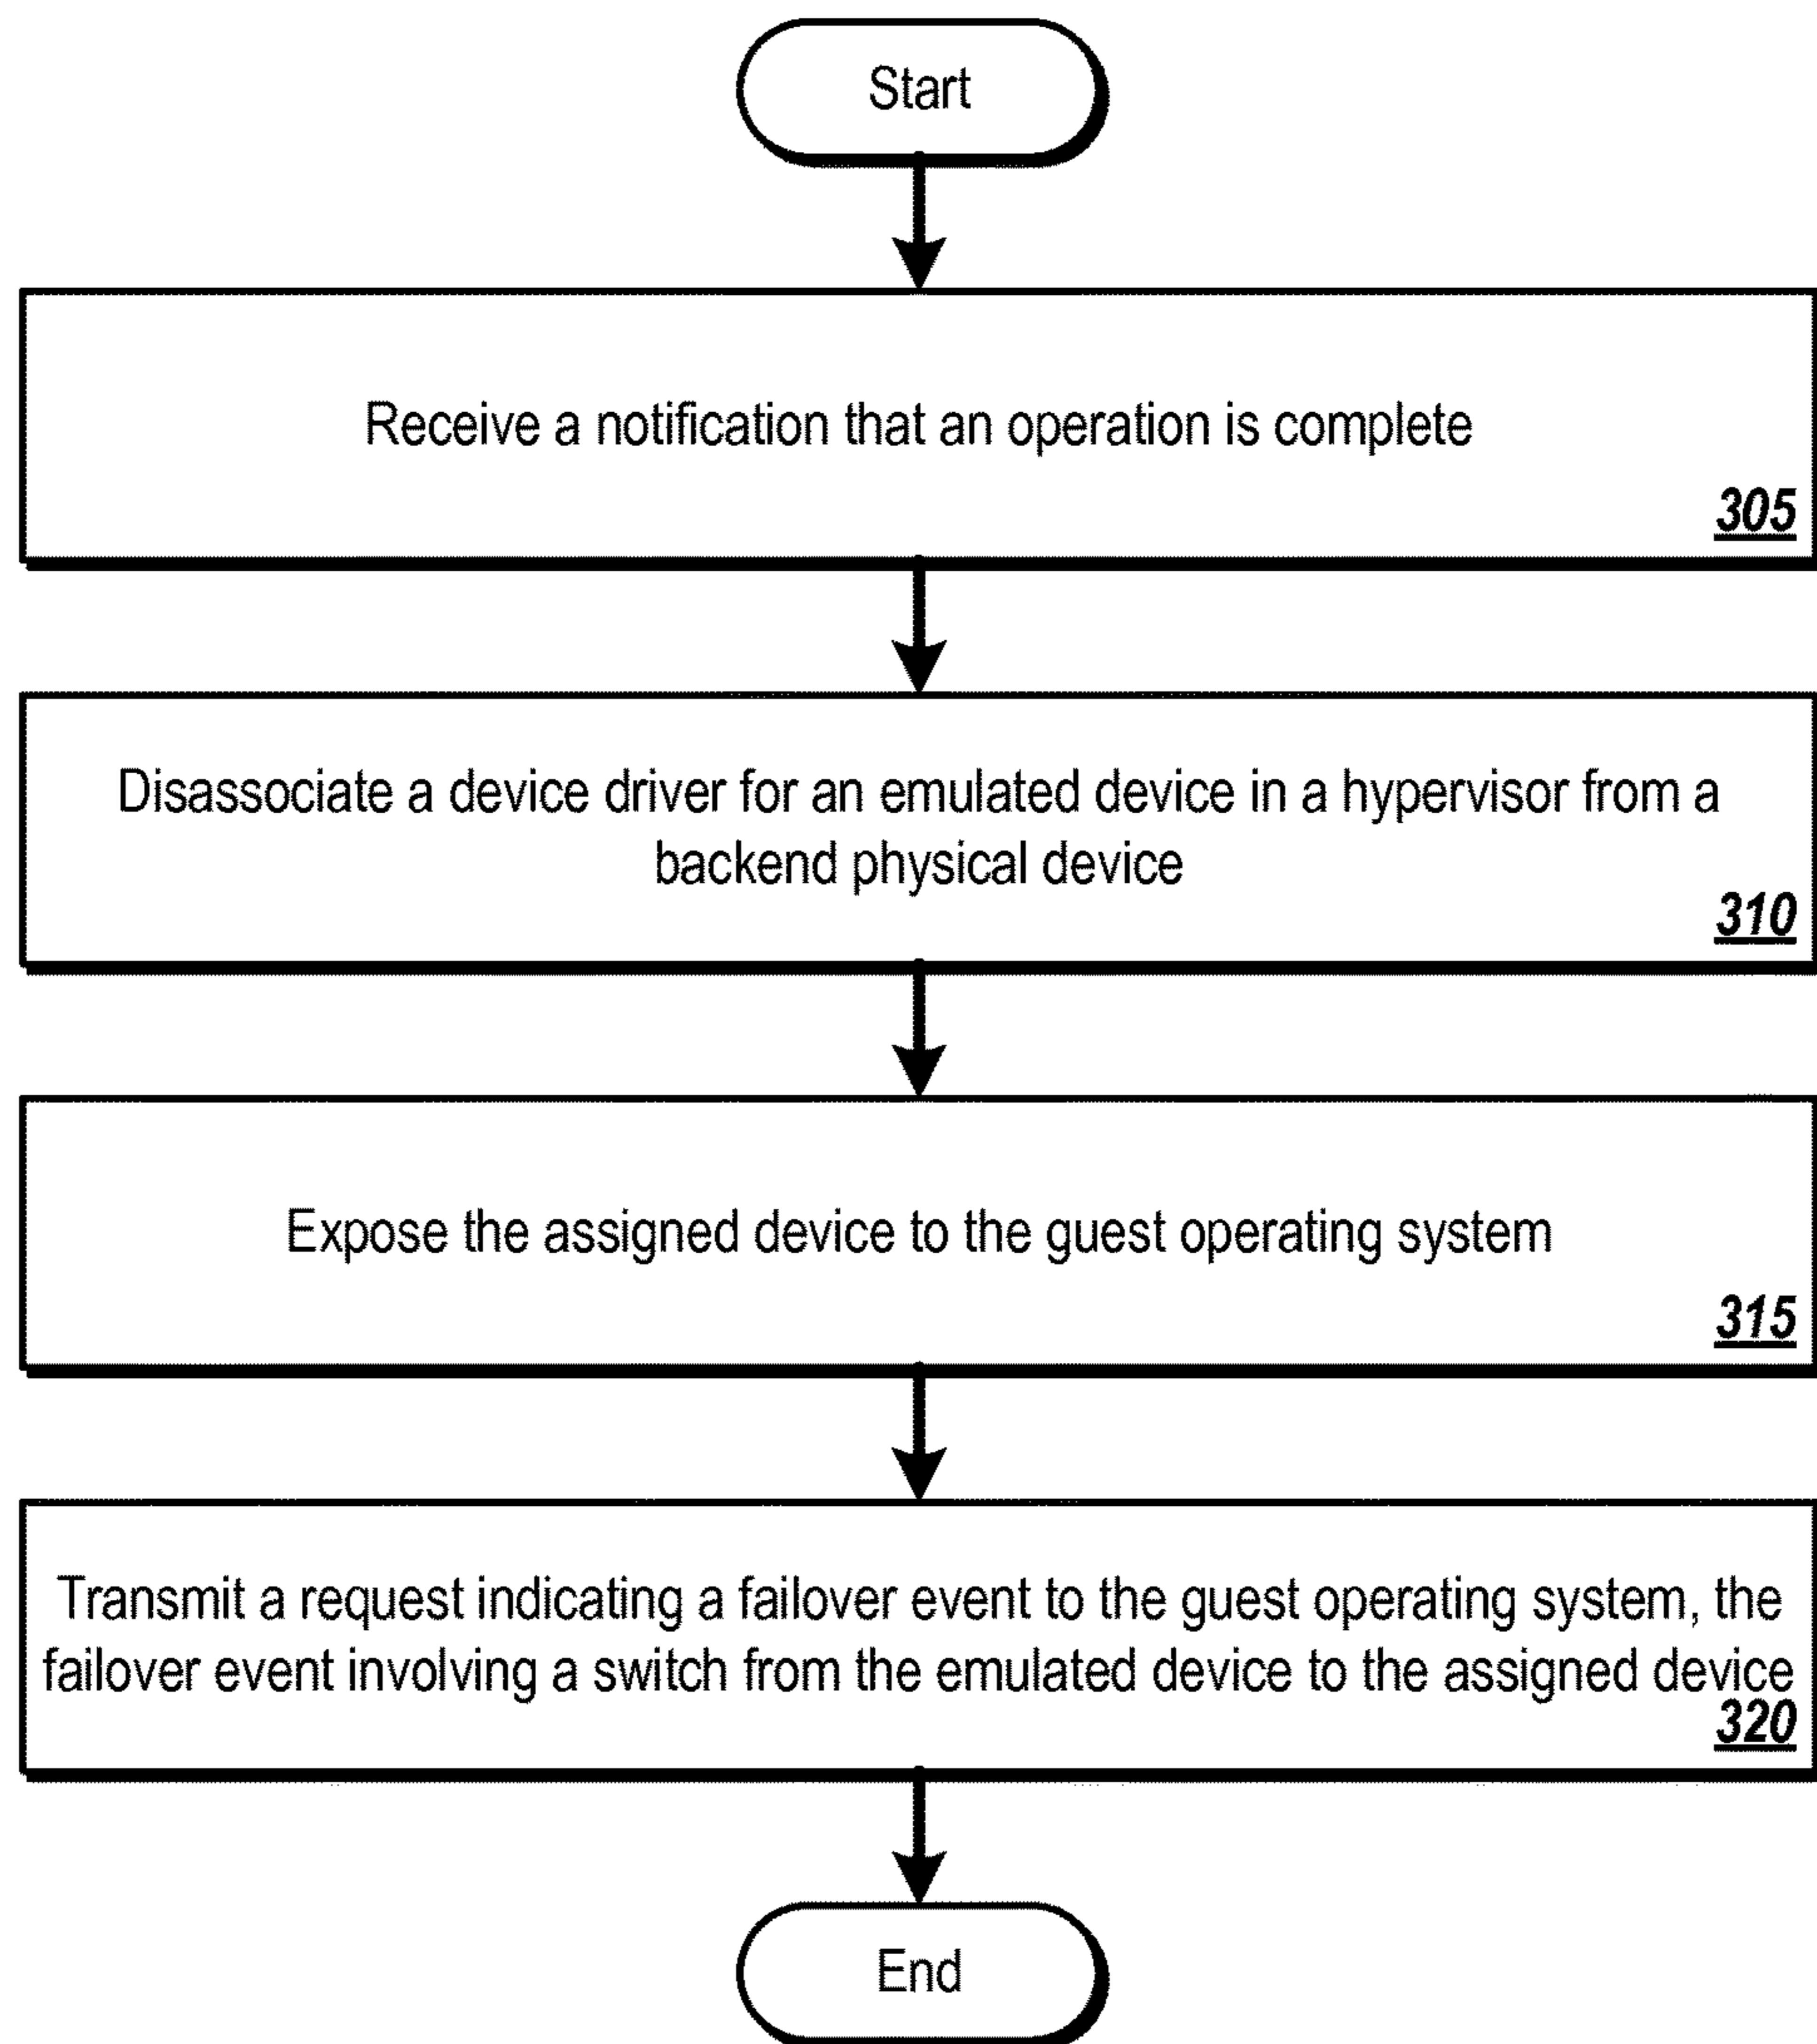 Start
Receive a notification that an operation is complete
305
Disassociate a device driver for an emulated device in a hypervisor from a
backend physical device
310
Expose the assigned device to the guest operating system
315
Transmit a request indicating a failover event to the guest operating system, the
failover event involving a switch from the emulated device to the assigned device
320
End